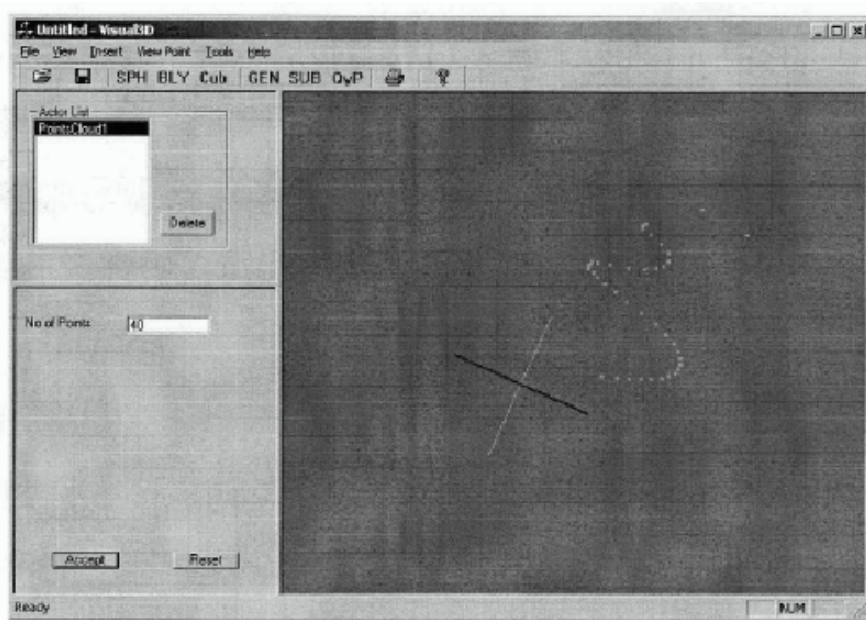 Untitled - Visual3D
File View Insert View Point Tools Help
SPH BLY Cub GEN SUB
Actor List
PointsCloud1
Delete
No of Points 40
Accept Reset
Ready NUM